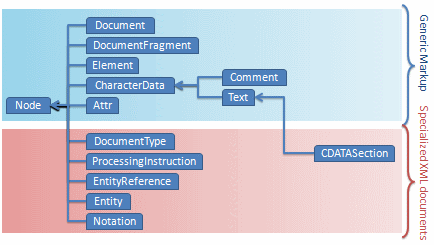 Document
DocumentFragment
Element
CharacterData
Comment
Node
Attr
Text
DocumentType
ProcessingInstruction
CDATASection
EntityReference
Entity
Notation
Generic Markup
Specialized XML documents